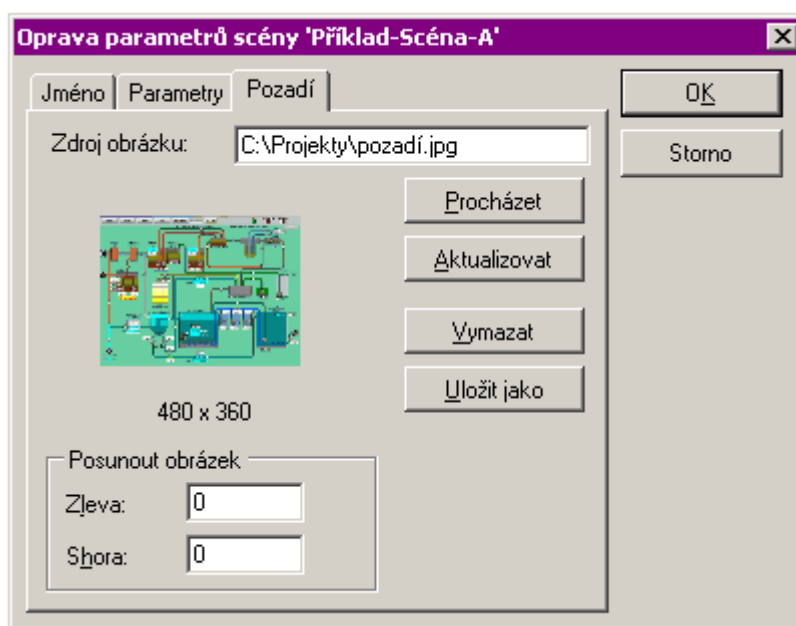 Oprava parametrů scény 'Příklad-Scéna-A'
Jméno Parametry Pozadí
OK
Storno
Zdroj obrázku: C:\Projekty\pozadí.jpg
Procházet
Aktualizovat
Vymazat
Uložit jako
480 x 360
Posunout obrázek
Zleva: 0
Shora: 0